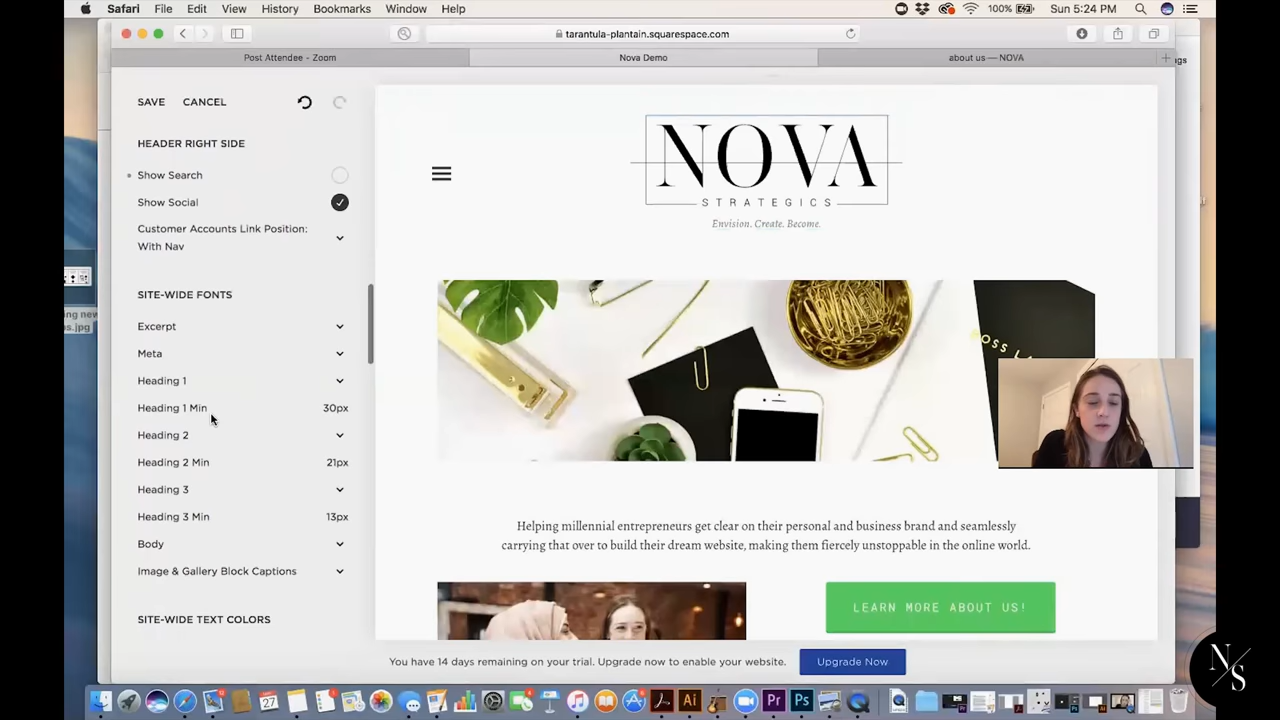 Safari File Edit View History Bookmarks Window Help 100% Sun 5:24 PM
tarantula-plantain.squarespace.com
Post Attendee - Zoom Nova Demo about us — NOVA
SAVE CANCEL
HEADER RIGHT SIDE
Show Search
Show Social
Customer Accounts Link Position:
With Nav
SITE-WIDE FONTS
Excerpt
Meta
Heading 1
Heading 1 Min 30px
Heading 2
Heading 2 Min 21px
Heading 3
Heading 3 Min 13px
Body
Image & Gallery Block Captions
SITE-WIDE TEXT COLORS
NOVA
STRATEGICS
Envision. Create. Become.
Helping millennial entrepreneurs get clear on their personal and business brand and seamlessly
carrying that over to build their dream website, making them fiercely unstoppable in the online world.
LEARN MORE ABOUT US!
You have 14 days remaining on your trial. Upgrade now to enable your website. Upgrade Now
27 Ai Pr Ps
N/S